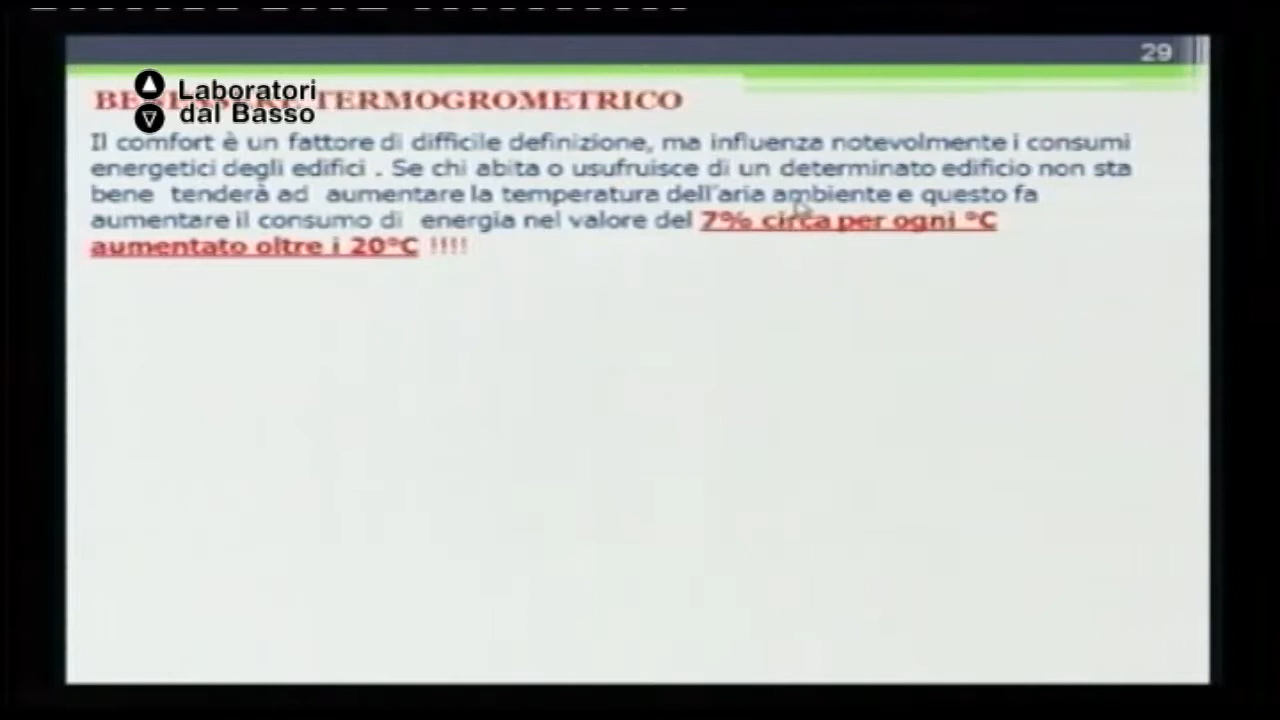 29
Laboratori
dal Basso
TERMOGROMETRICO
Il comfort è un fattore di difficile definizione, ma influenza notevolmente i consumi
energetici degli edifici . Se chi abita o usufruisce di un determinato edificio non sta
bene tenderà ad aumentare la temperatura dell'aria ambiente e questo fa
aumentare il consumo di energia nel valore del 7% circa per ogni °C
aumentato oltre i 20°C !!!!